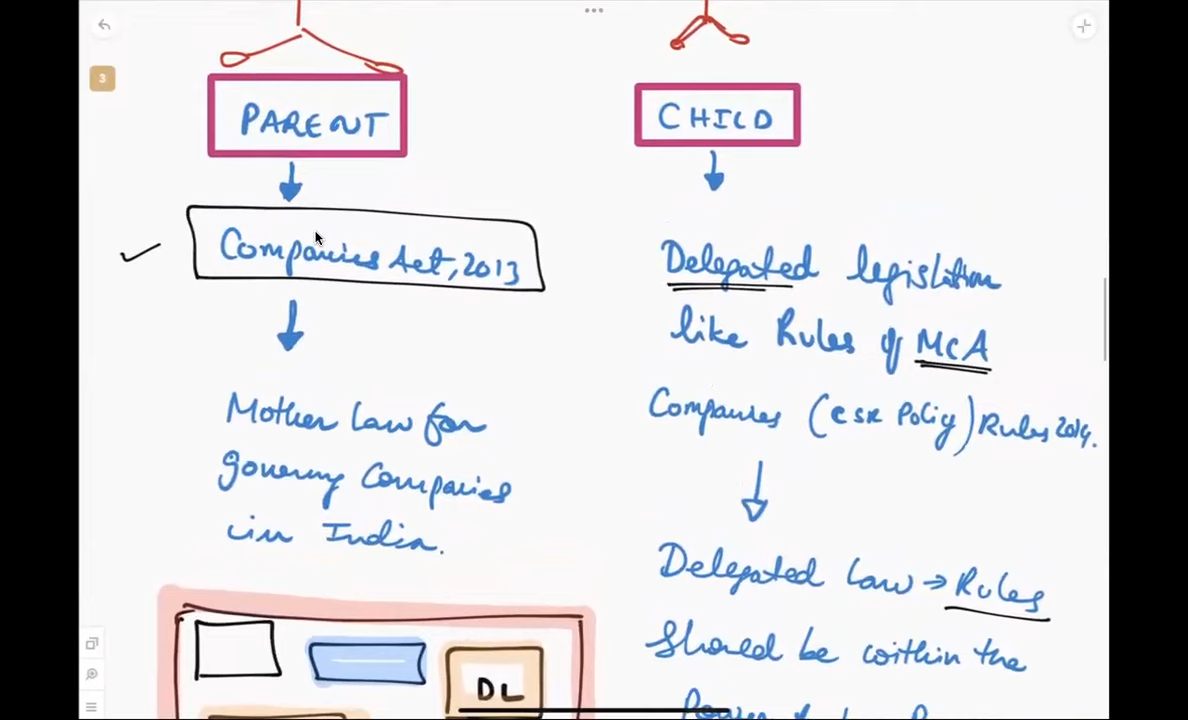 3
PARENT
Companies Act, 2013
Mother Law for
governing Companies
in India.
DL
CHILD
Delegated legislation
like Rules of MCA
Companies (CSR Policy) Rules 2014.
Delegated Law → Rules
should be within the